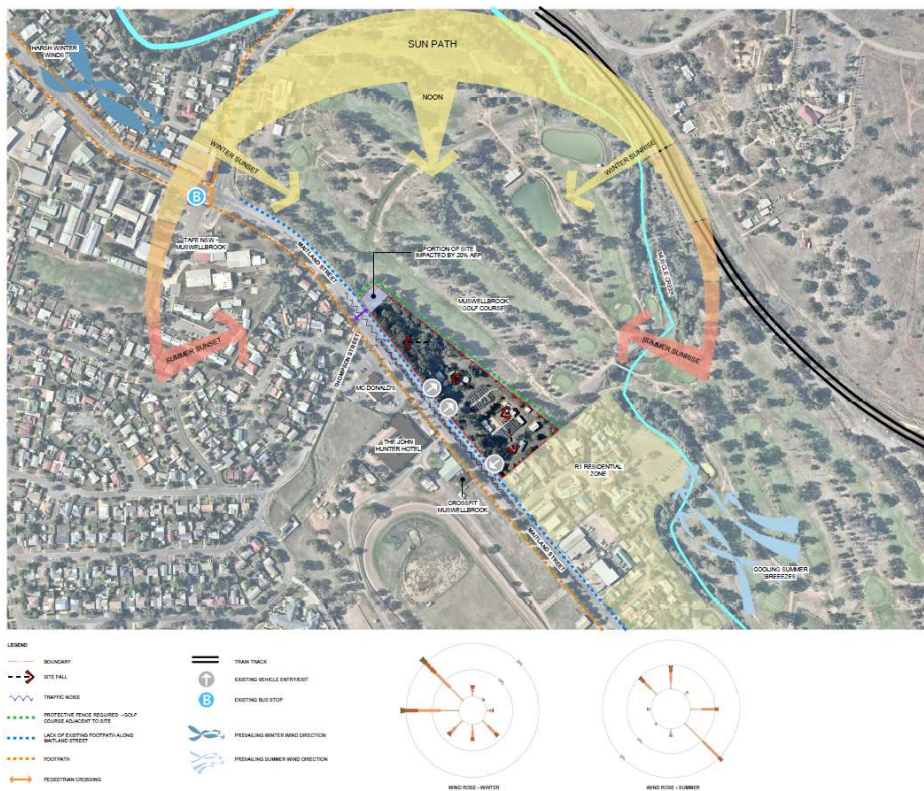 SUN PATH
HARSH WINTER
WINDS
NOON
WINTER SUNSET
WINTER SUNRISE
B
TAFE NSW -
MUSWELLBROOK
MAITLAND STREET
PORTION OF SITE
IMPACTED BY 20% AEP
MUSCLE CREEK
MUSWELLBROOK
GOLF COURSE
SUMMER SUNSET
SUMMER SUNRISE
THOMPSON STREET
MC DONALD'S
THE JOHN
HUNTER HOTEL
R1 RESIDENTIAL
ZONE
CROSSFIT
MUSWELLBROOK
MAITLAND STREET
COOLING SUMMER
BREEZES
LEGEND
BOUNDARY
SITE FALL
TRAFFIC NOISE
PROTECTIVE FENCE REQUIRED - GOLF
COURSE ADJACENT TO SITE
LACK OF EXISTING FOOTPATH ALONG
MAITLAND STREET
FOOTPATH
PEDESTRIAN CROSSING
TRAIN TRACK
EXISTING VEHICLE ENTRY/EXIT
B
EXISTING BUS STOP
PREVAILING WINTER WIND DIRECTION
PREVAILING SUMMER WIND DIRECTION
WIND ROSE - WINTER
WIND ROSE - SUMMER